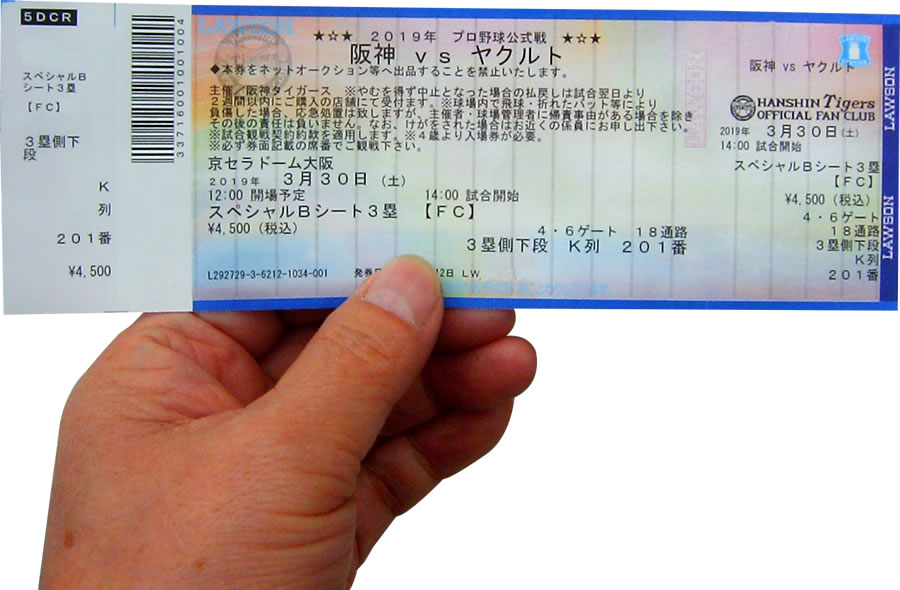 5DCR
スペシャルB
シート3塁
【FC】
3塁側下
段
K
列
201番
¥4,500
3371600101001004
LAWSON
★☆★ 2019年 プロ野球公式戦 ★☆★
阪神 vs ヤクルト
◆本券をネットオークション等へ出品することを禁止いたします。
主催/阪神タイガース ※やむを得ず中止となった場合の払戻しは試合翌日より
2週間以内にご購入の店舗にて受付ます。※球場内で飛球・折れたバット等により
負傷した場合、応急処置は致しますが、主催者・球場管理者に帰責事由がある場合を除き
その後の責任は負いません。なお、けがをされた場合はお近くの係員にお申し出下さい。
※試合観戦契約約款を適用します。※4歳より入場券が必要。
※必ず券面記載の席番でご観戦下さい。
京セラドーム大阪
2019年 3月30日(土)
12:00 開場予定 14:00 試合開始
スペシャルBシート3塁 【FC】
¥4,500(税込)
4・6ゲート 18通路
3塁側下段 K列 201番
L292729-3-6212-1034-001 発券 12日 LW
阪神 vs ヤクルト
HANSHIN Tigers
OFFICIAL FAN CLUB
2019年 3月30日(土)
14:00 試合開始
スペシャルBシート3塁
【FC】
¥4,500(税込)
4・6ゲート
18通路
3塁側下段
K列
201番
LAWSON
LAWSON